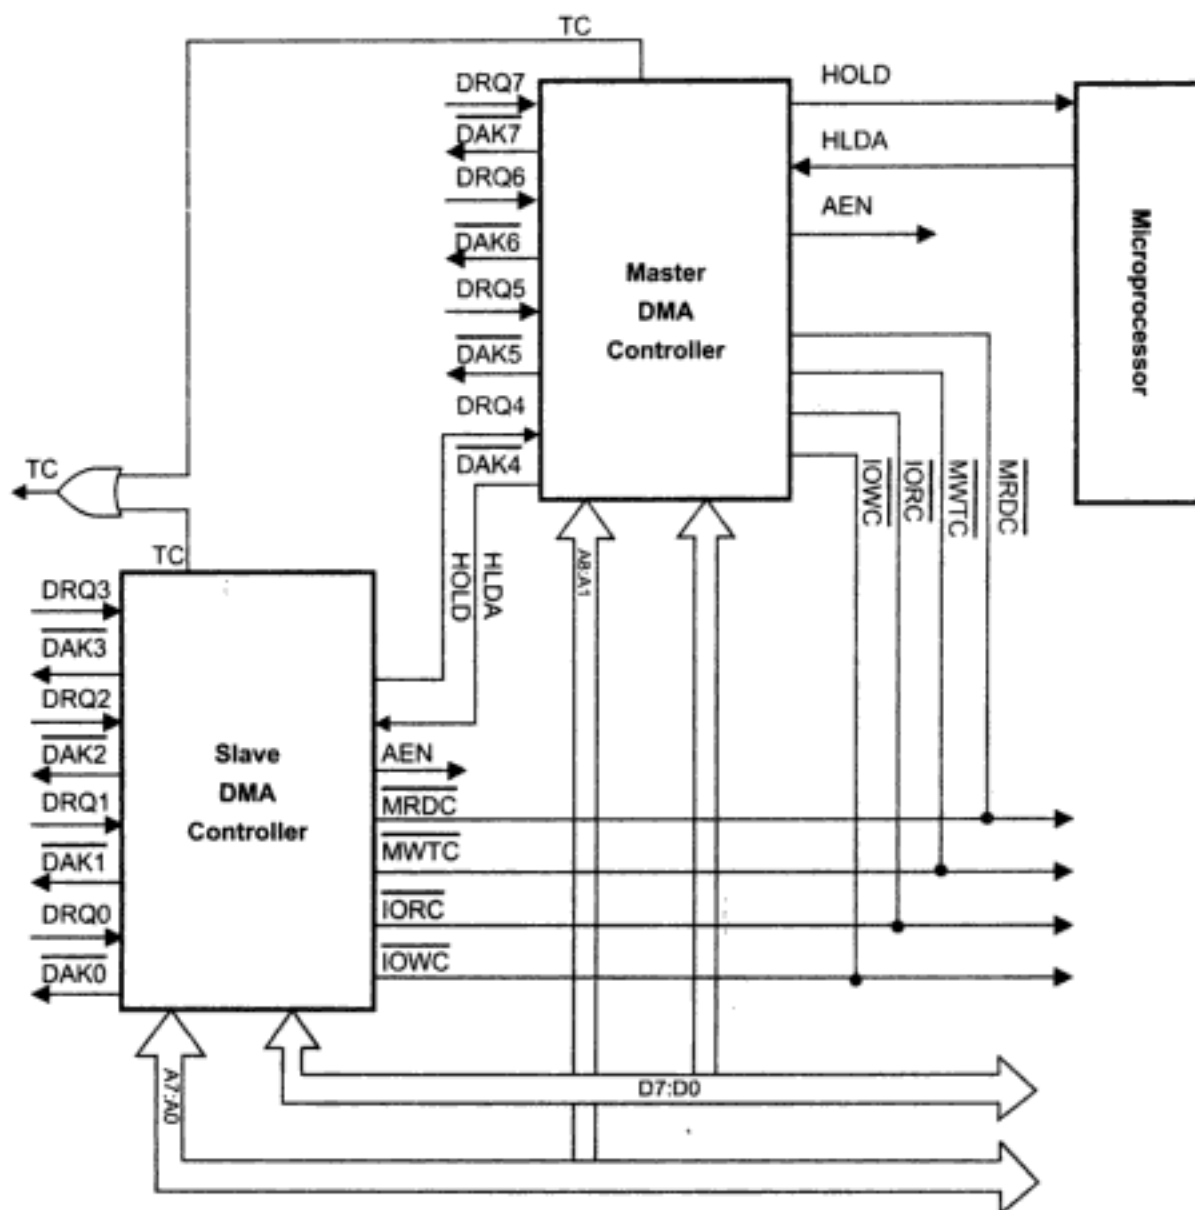 TC
DRQ7
DAK7
DRQ6
DAK6
DRQ5
DAK5
DRQ4
DAK4
Master
DMA
Controller
HOLD
HLDA
AEN
Microprocessor
IOWC
IORC
MWTC
MRDC
TC
TC
A8:A1
HOLD
HLDA
DRQ3
DAK3
DRQ2
DAK2
DRQ1
DAK1
DRQ0
DAK0
Slave
DMA
Controller
AEN
MRDC
MWTC
IORC
IOWC
A7:A0
D7:D0